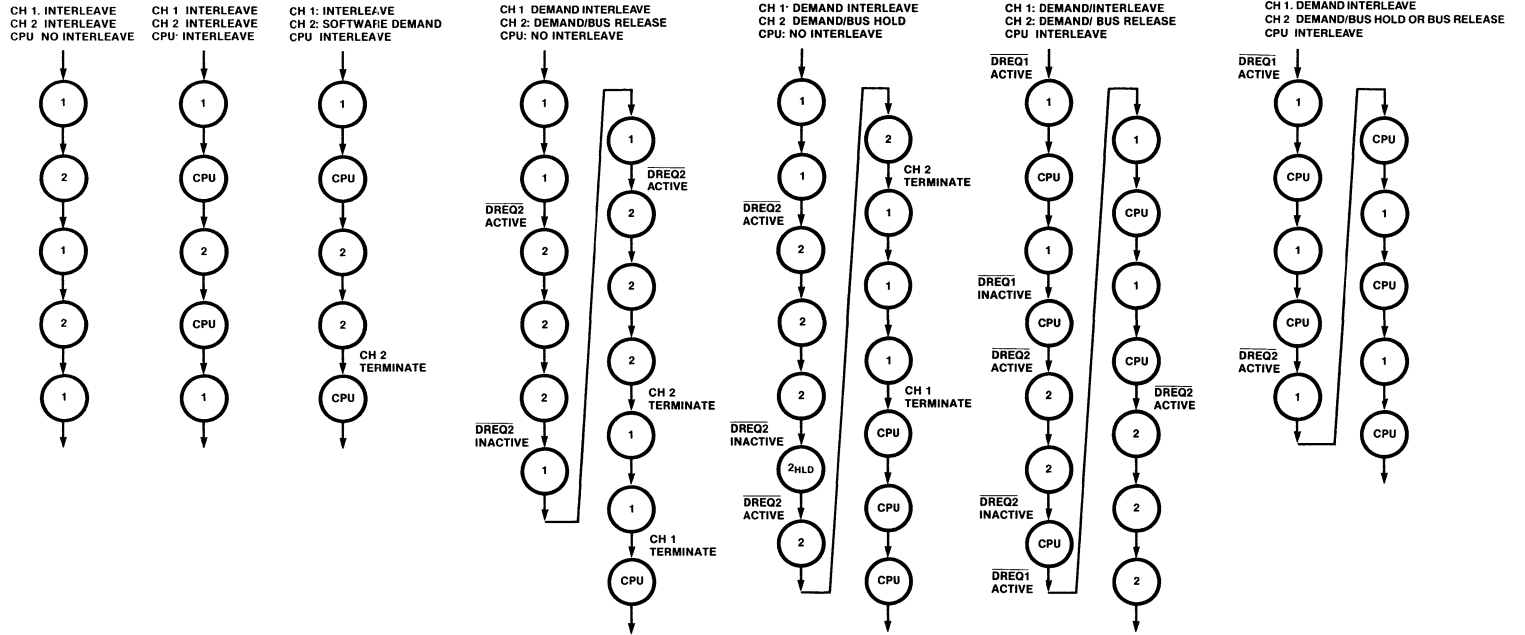 CH 1. INTERLEAVE
CH 2 INTERLEAVE
CPU NO INTERLEAVE
1
2
1
2
1
CH 1 INTERLEAVE
CH 2 INTERLEAVE
CPU· INTERLEAVE
1
CPU
2
CPU
1
CH 1: INTERLEAVE
CH 2: SOFTWARE DEMAND
CPU INTERLEAVE
1
CPU
2
2
CH 2
TERMINATE
CPU
CH 1 DEMAND INTERLEAVE
CH 2: DEMAND/BUS RELEASE
CPU: NO INTERLEAVE
1
1
DREQ2
ACTIVE
2
2
2
DREQ2
INACTIVE
1
1
DREQ2
ACTIVE
2
2
2
CH 2
TERMINATE
1
1
CH 1
TERMINATE
CPU
CH 1· DEMAND INTERLEAVE
CH 2 DEMAND/BUS HOLD
CPU: NO INTERLEAVE
1
1
DREQ2
ACTIVE
2
2
2
DREQ2
INACTIVE
2HLD
DREQ2
ACTIVE
2
2
CH 2
TERMINATE
1
1
1
CH 1
TERMINATE
CPU
CPU
CPU
CH 1: DEMAND/INTERLEAVE
CH 2: DEMAND/ BUS RELEASE
CPU INTERLEAVE
DREQ1
ACTIVE
1
CPU
1
DREQ1
INACTIVE
CPU
DREQ2
ACTIVE
2
2
DREQ2
INACTIVE
CPU
DREQ1
ACTIVE
1
CPU
1
CPU
DREQ2
ACTIVE
2
2
2
CH 1. DEMAND INTERLEAVE
CH 2 DEMAND/BUS HOLD OR BUS RELEASE
CPU INTERLEAVE
DREQ1
ACTIVE
1
CPU
1
CPU
DREQ2
ACTIVE
1
CPU
1
CPU
1
CPU